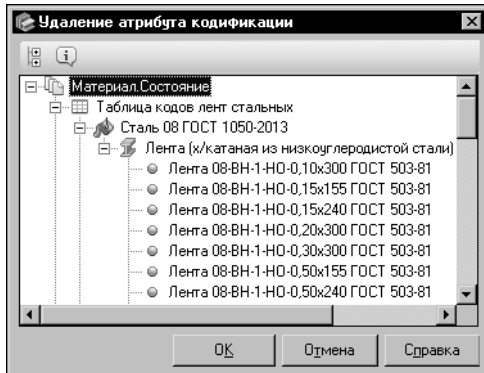 Удаление атрибута кодификации
Материал.Состояние
Таблица кодов лент стальных
Сталь 08 ГОСТ 1050-2013
Лента (х/катаная из низкоуглеродистой стали)
Лента 08-ВН-1-НО-0,10х300 ГОСТ 503-81
Лента 08-ВН-1-НО-0,15х155 ГОСТ 503-81
Лента 08-ВН-1-НО-0,15х240 ГОСТ 503-81
Лента 08-ВН-1-НО-0,20х300 ГОСТ 503-81
Лента 08-ВН-1-НО-0,30х300 ГОСТ 503-81
Лента 08-ВН-1-НО-0,50х155 ГОСТ 503-81
Лента 08-ВН-1-НО-0,50х240 ГОСТ 503-81
OK Отмена Справка